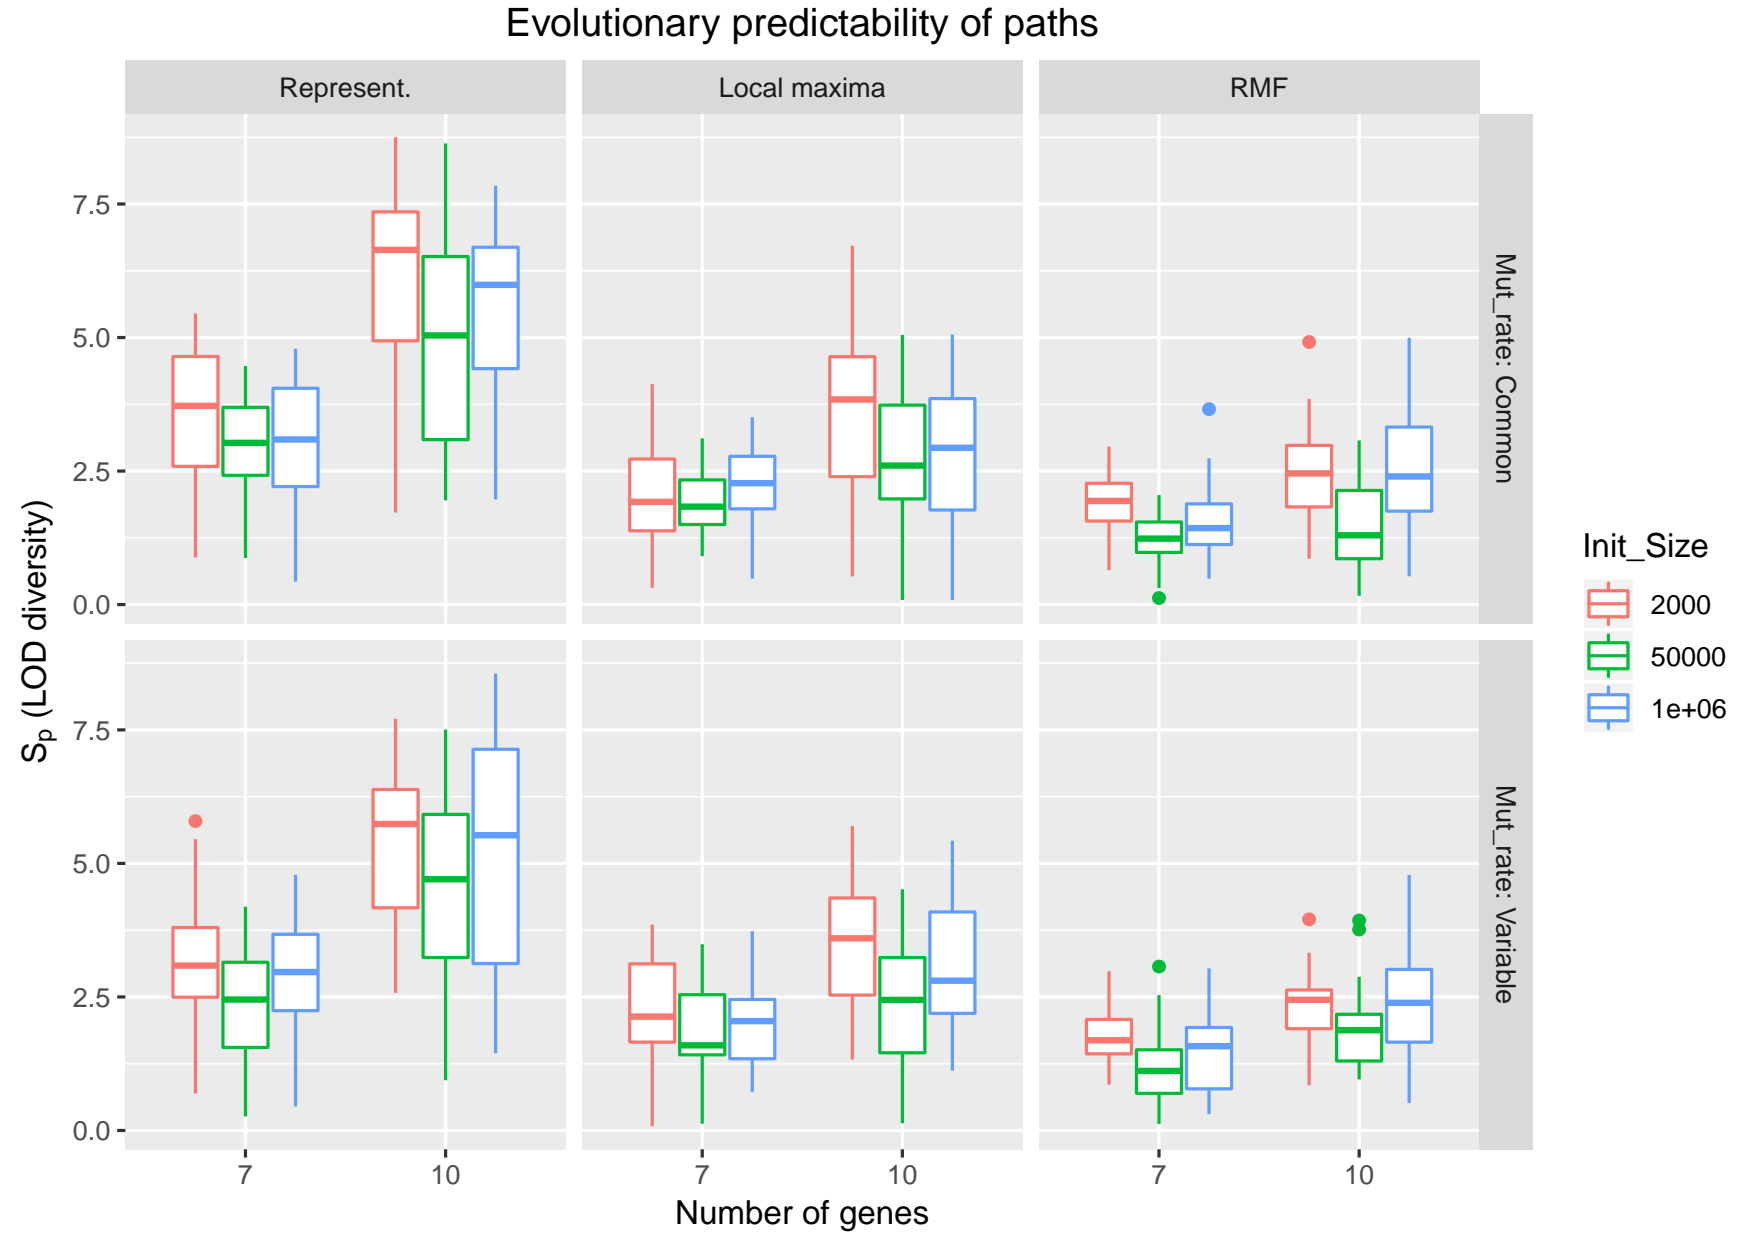 Evolutionary predictability of paths
Represent.
Local maxima
RMF
7.5
5.0
2.5
0.0
Mut_rate: Common
7.5
5.0
2.5
0.0
Mut_rate: Variable
7
10
7
10
7
10
Number of genes
Sp (LOD diversity)
Init_Size
2000
50000
1e+06